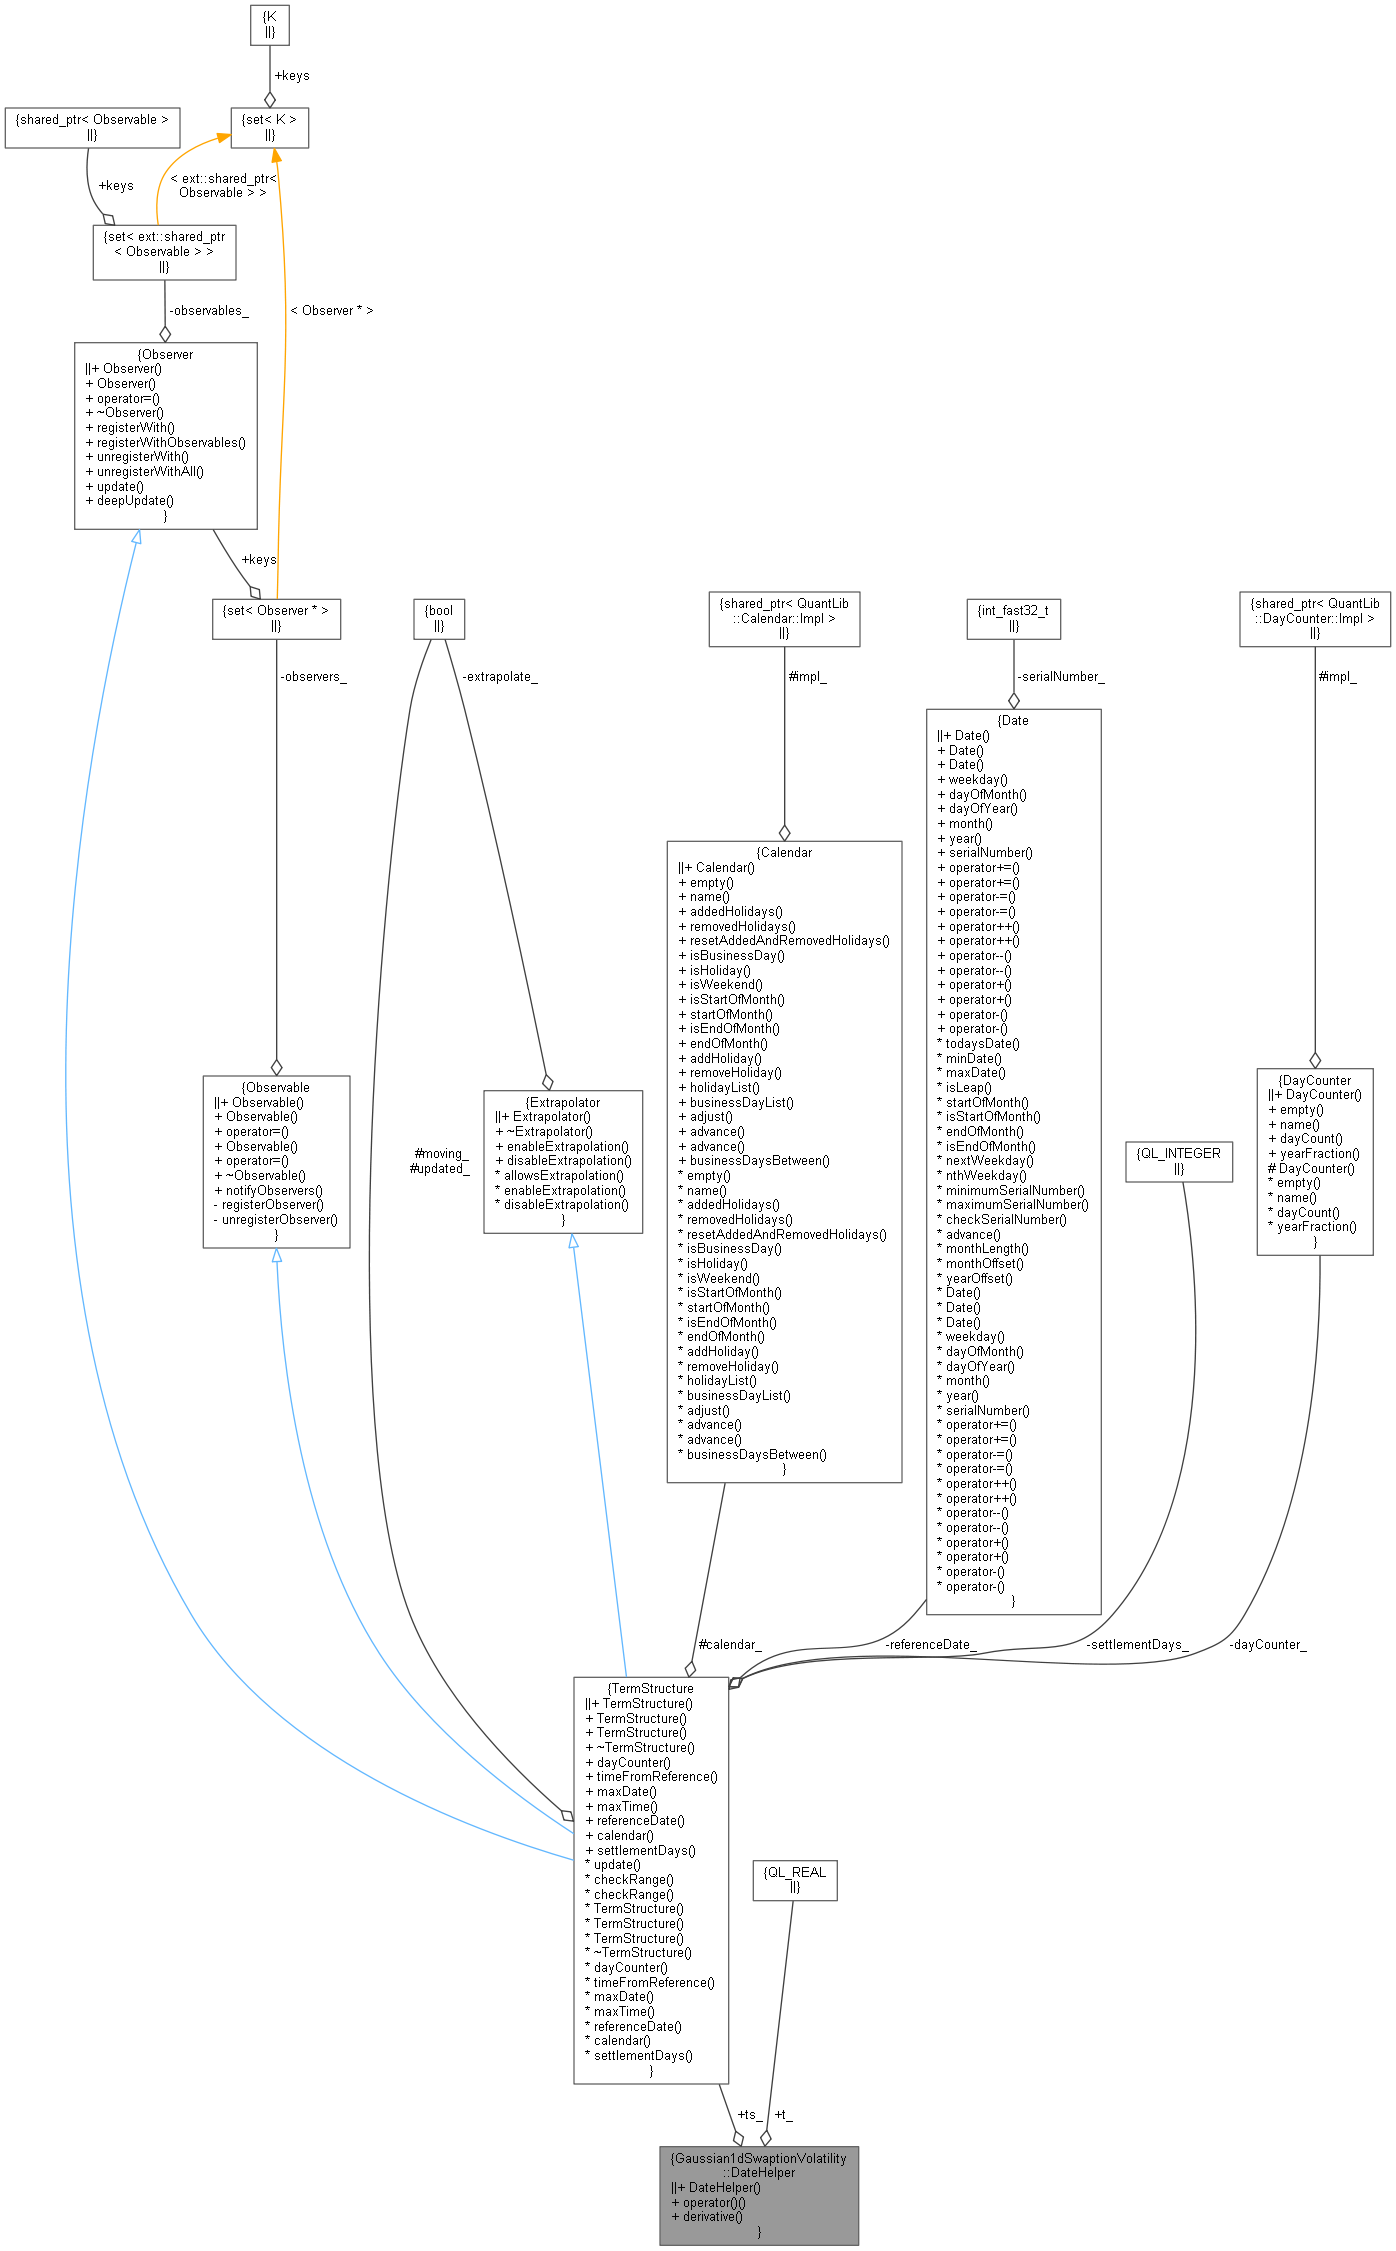 {K
||}
+keys
{shared_ptr< Observable >
||}
{set< K >
||}
+keys
< ext::shared_ptr<
Observable > >
{set< ext::shared_ptr
< Observable > >
||}
-observables_
< Observer * >
{Observer
||+ Observer()
+ Observer()
+ operator=()
+ ~Observer()
+ registerWith()
+ registerWithObservables()
+ unregisterWith()
+ unregisterWithAll()
+ update()
+ deepUpdate()
}
+keys
{set< Observer * >
||}
{bool
||}
{shared_ptr< QuantLib
::Calendar::Impl >
||}
{int_fast32_t
||}
{shared_ptr< QuantLib
::DayCounter::Impl >
||}
-observers_
-extrapolate_
#impl_
-serialNumber_
#impl_
{Observable
||+ Observable()
+ Observable()
+ operator=()
+ Observable()
+ operator=()
+ ~Observable()
+ notifyObservers()
- registerObserver()
- unregisterObserver()
}
#moving_
#updated_
{Extrapolator
||+ Extrapolator()
+ ~Extrapolator()
+ enableExtrapolation()
+ disableExtrapolation()
* allowsExtrapolation()
* enableExtrapolation()
* disableExtrapolation()
}
{Calendar
||+ Calendar()
+ empty()
+ name()
+ addedHolidays()
+ removedHolidays()
+ resetAddedAndRemovedHolidays()
+ isBusinessDay()
+ isHoliday()
+ isWeekend()
+ isStartOfMonth()
+ startOfMonth()
+ isEndOfMonth()
+ endOfMonth()
+ addHoliday()
+ removeHoliday()
+ holidayList()
+ businessDayList()
+ adjust()
+ advance()
+ advance()
+ businessDaysBetween()
* empty()
* name()
* addedHolidays()
* removedHolidays()
* resetAddedAndRemovedHolidays()
* isBusinessDay()
* isHoliday()
* isWeekend()
* isStartOfMonth()
* startOfMonth()
* isEndOfMonth()
* endOfMonth()
* addHoliday()
* removeHoliday()
* holidayList()
* businessDayList()
* adjust()
* advance()
* advance()
* businessDaysBetween()
}
{Date
||+ Date()
+ Date()
+ Date()
+ weekday()
+ dayOfMonth()
+ dayOfYear()
+ month()
+ year()
+ serialNumber()
+ operator+=()
+ operator+=()
+ operator-=()
+ operator-=()
+ operator++()
+ operator++()
+ operator--()
+ operator--()
+ operator+()
+ operator+()
+ operator-()
+ operator-()
* todaysDate()
* minDate()
* maxDate()
* isLeap()
* startOfMonth()
* isStartOfMonth()
* endOfMonth()
* isEndOfMonth()
* nextWeekday()
* nthWeekday()
* minimumSerialNumber()
* maximumSerialNumber()
* checkSerialNumber()
* advance()
* monthLength()
* monthOffset()
* yearOffset()
* Date()
* Date()
* Date()
* weekday()
* dayOfMonth()
* dayOfYear()
* month()
* year()
* serialNumber()
* operator+=()
* operator+=()
* operator-=()
* operator-=()
* operator++()
* operator++()
* operator--()
* operator--()
* operator+()
* operator+()
* operator-()
* operator-()
}
{QL_INTEGER
||}
{DayCounter
||+ DayCounter()
+ empty()
+ name()
+ dayCount()
+ yearFraction()
# DayCounter()
* empty()
* name()
* dayCount()
* yearFraction()
}
#calendar_
-referenceDate_
-settlementDays_
-dayCounter_
{TermStructure
||+ TermStructure()
+ TermStructure()
+ TermStructure()
+ ~TermStructure()
+ dayCounter()
+ timeFromReference()
+ maxDate()
+ maxTime()
+ referenceDate()
+ calendar()
+ settlementDays()
* update()
* checkRange()
* checkRange()
* TermStructure()
* TermStructure()
* TermStructure()
* ~TermStructure()
* dayCounter()
* timeFromReference()
* maxDate()
* maxTime()
* referenceDate()
* calendar()
* settlementDays()
}
{QL_REAL
||}
+ts_
+t_
{Gaussian1dSwaptionVolatility
::DateHelper
||+ DateHelper()
+ operator()()
+ derivative()
}